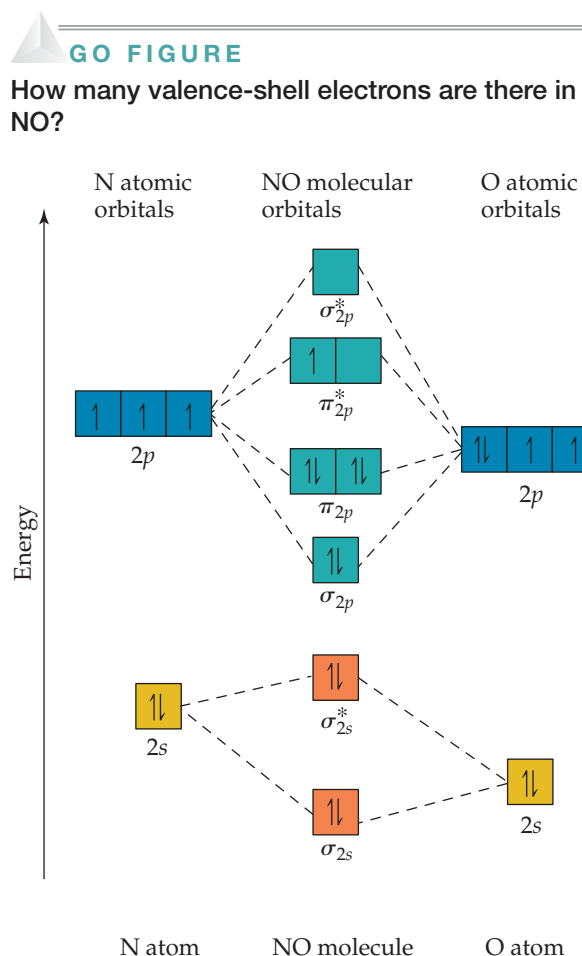 GO FIGURE
How many valence-shell electrons are there in
NO?
N atomic
orbitals
NO molecular
orbitals
O atomic
orbitals
Energy
σ*2p
π*2p
2p
2p
π2p
σ2p
σ*2s
2s
2s
σ2s
N atom
NO molecule
O atom